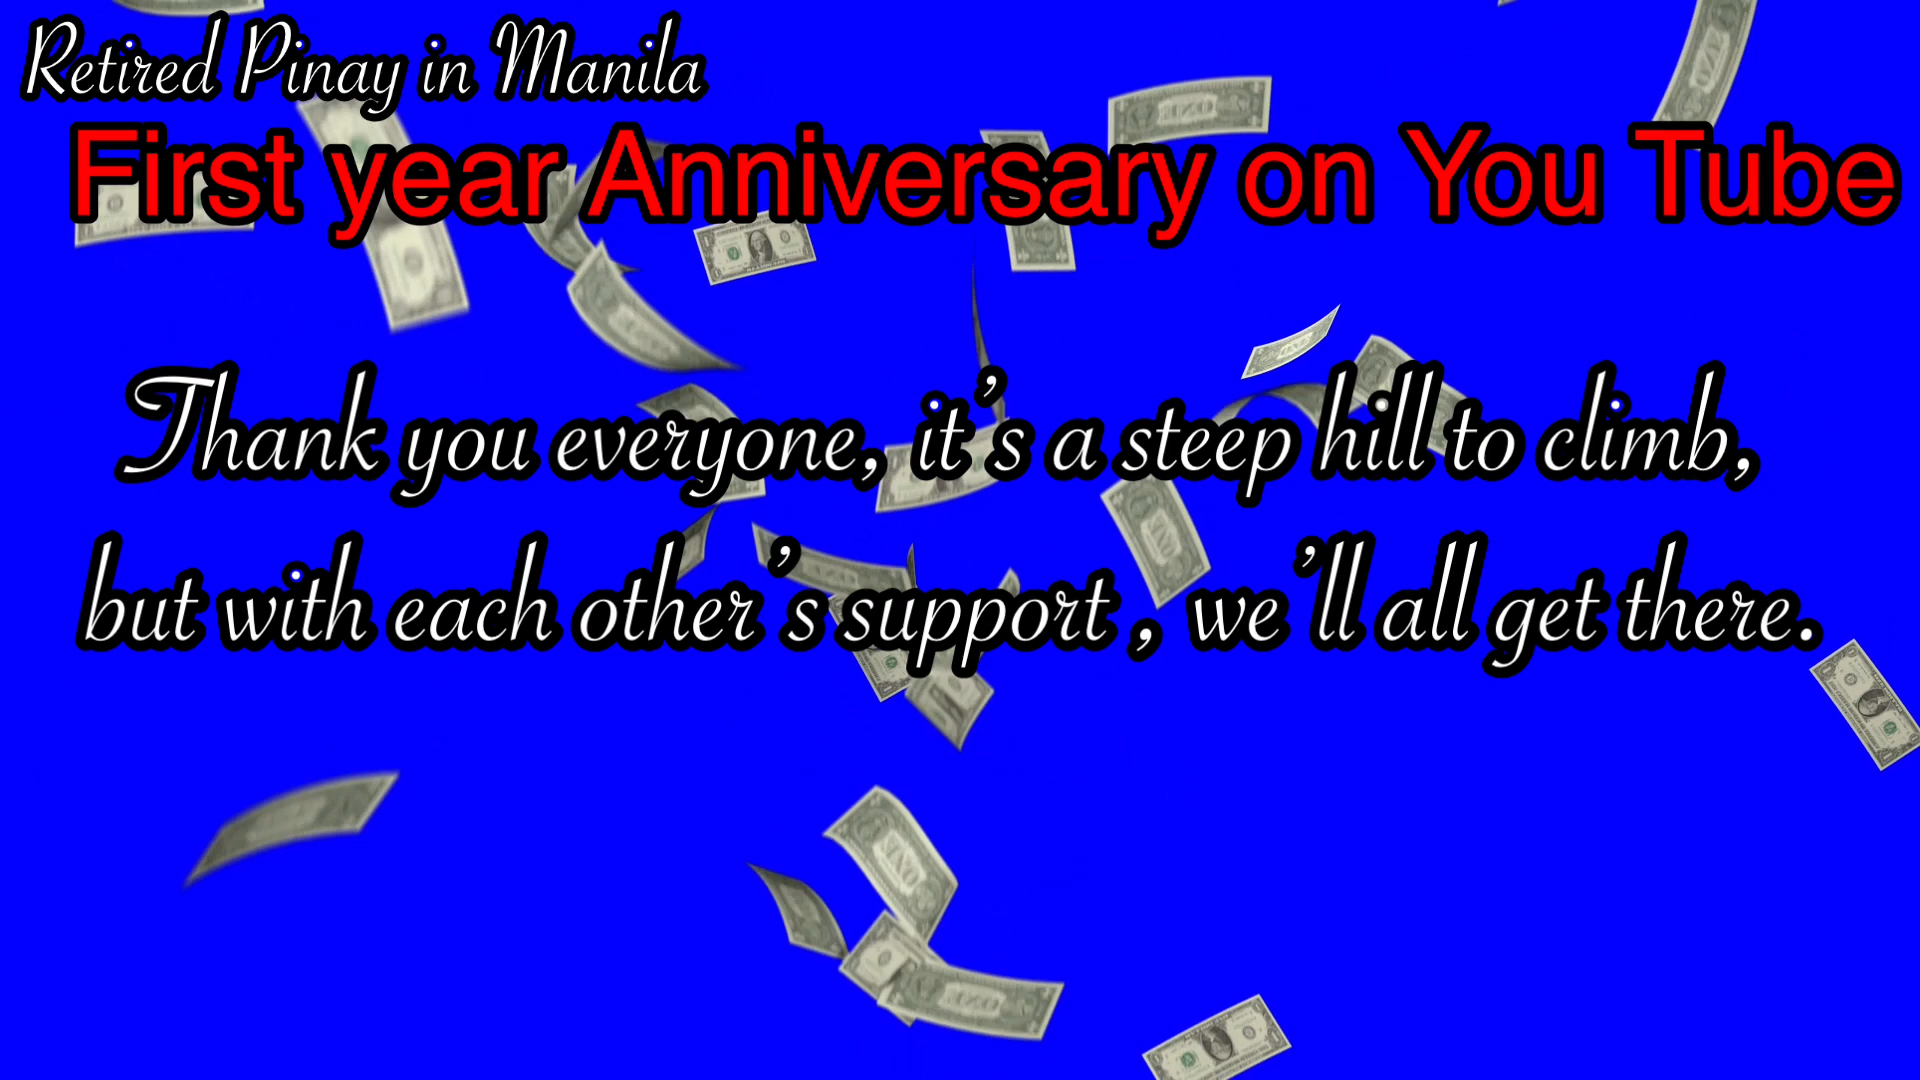 Retired Pinay in Manila
First year Anniversary on You Tube
Thank you everyone, it's a steep hill to climb,
but with each other's support , we'll all get there.